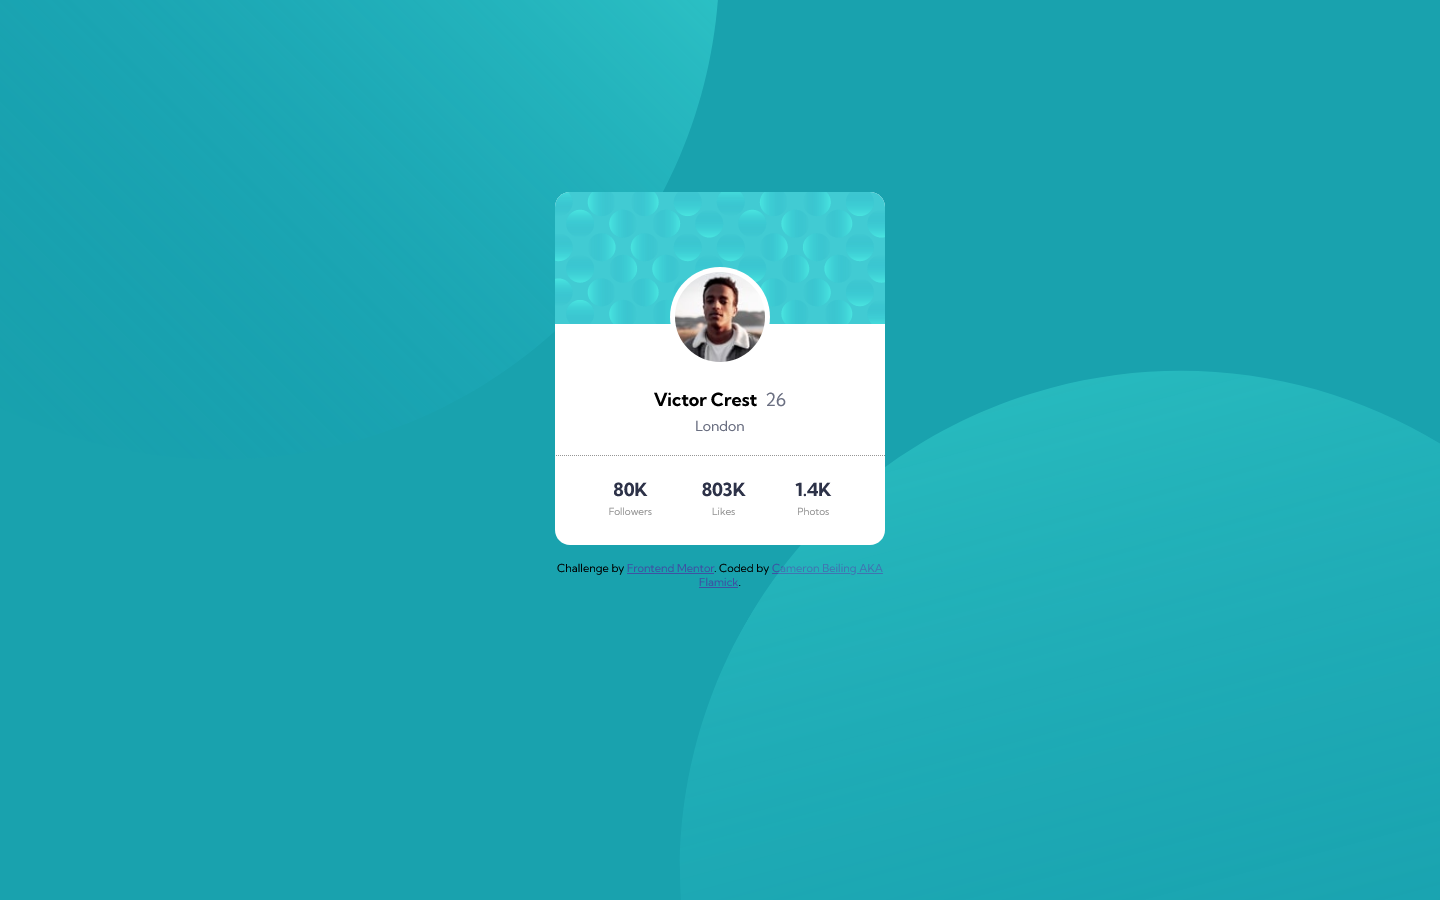 Victor Crest 26
London
80K 803K 1.4K
Followers Likes Photos
Challenge by Frontend Mentor. Coded by Cameron Beiling AKA
Flamick.